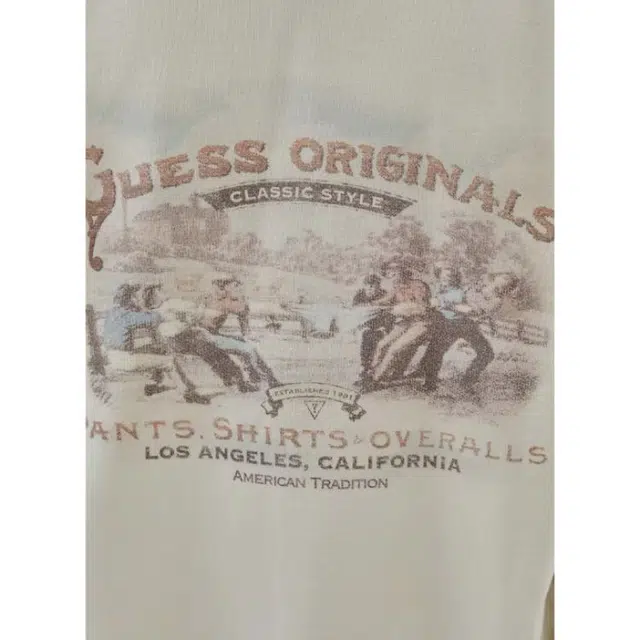 GUESS ORIGINALS
CLASSIC STYLE
ESTABLISHED 1981
?
PANTS, SHIRTS & OVERALLS
LOS ANGELES, CALIFORNIA
AMERICAN TRADITION